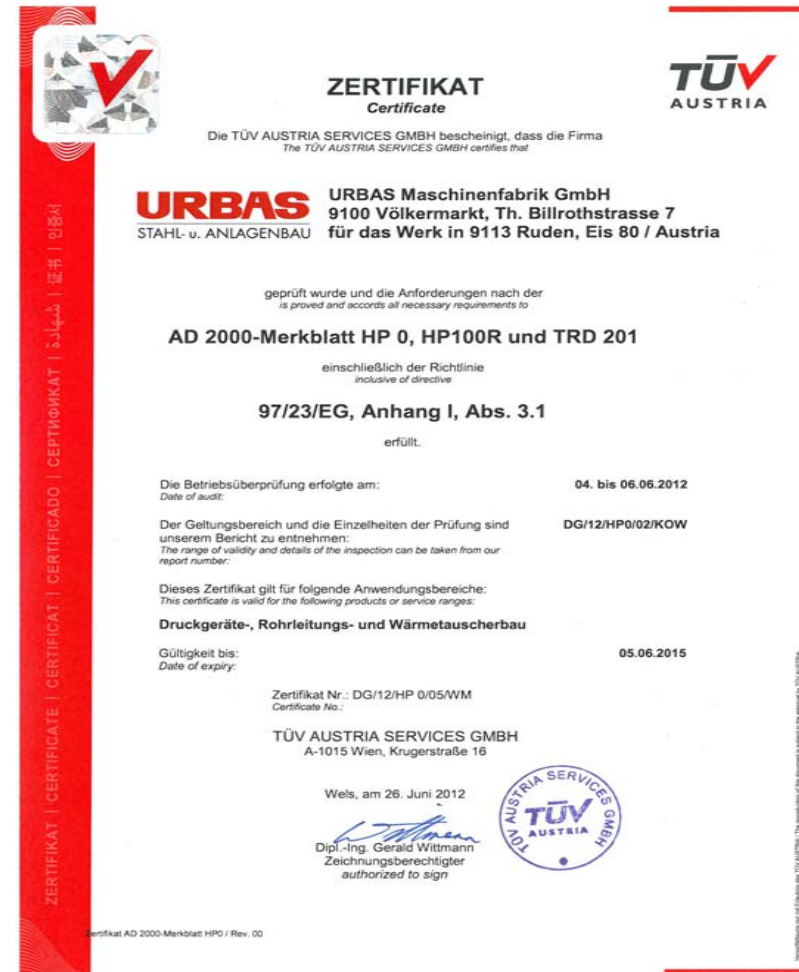 ZERTIFIKAT
Certificate
TÜV
AUSTRIA
Die TÜV AUSTRIA SERVICES GMBH bescheinigt, dass die Firma
The TÜV AUSTRIA SERVICES GMBH certifies that
URBAS
STAHL- u. ANLAGENBAU
URBAS Maschinenfabrik GmbH
9100 Völkermarkt, Th. Billrothstrasse 7
für das Werk in 9113 Ruden, Eis 80 / Austria
geprüft wurde und die Anforderungen nach der
is proved and accords all necessary requirements to
AD 2000-Merkblatt HP 0, HP100R und TRD 201
einschließlich der Richtlinie
inclusive of directive
97/23/EG, Anhang I, Abs. 3.1
erfüllt.
Die Betriebsüberprüfung erfolgte am:
04. bis 06.06.2012
Date of audit:
Der Geltungsbereich und die Einzelheiten der Prüfung sind
DG/12/HP0/02/KOW
unserem Bericht zu entnehmen:
The range of validity and details of the inspection can be taken from our
report number:
Dieses Zertifikat gilt für folgende Anwendungsbereiche:
This certificate is valid for the following products or service ranges:
Druckgeräte-, Rohrleitungs- und Wärmetauscherbau
Gültigkeit bis:
05.06.2015
Date of expiry:
Zertifikat Nr.: DG/12/HP 0/05/WM
Certificate No.:
TÜV AUSTRIA SERVICES GMBH
A-1015 Wien, Krugerstraße 16
Wels, am 26. Juni 2012
Dipl.-Ing. Gerald Wittmann
Zeichnungsberechtigter
authorized to sign
TÜV AUSTRIA SERVICES GMBH
TÜV
AUSTRIA
Zertifikat AD 2000-Merkblatt HP0 / Rev. 00
ZERTIFIKAT | CERTIFICATE | CERTIFICAT | CERTIFICADO | СЕРТИФИКАТ | شهادة | 证书 | 인증서